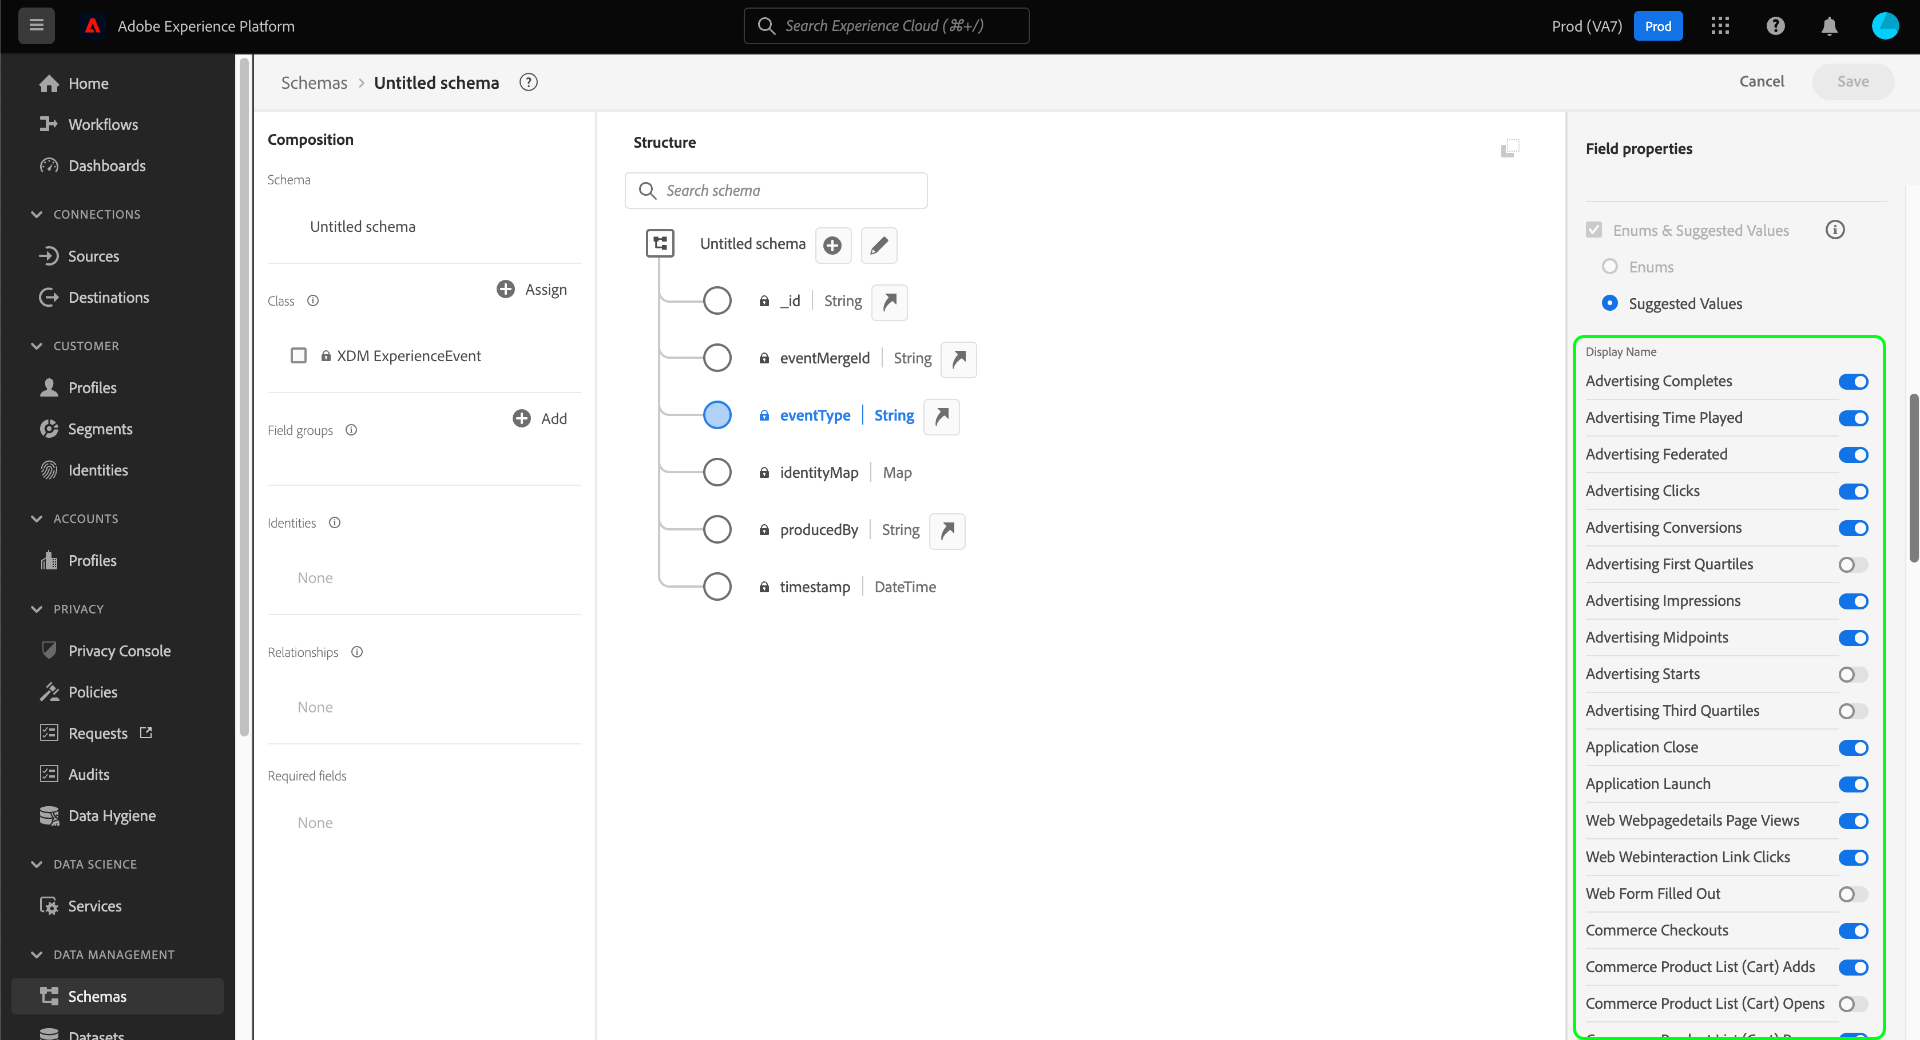 Adobe Experience Platform
Search Experience Cloud (⌘+/)
Prod (VA7)
Prod
Home
Workflows
Dashboards
CONNECTIONS
Sources
Destinations
CUSTOMER
Profiles
Segments
Identities
ACCOUNTS
Profiles
PRIVACY
Privacy Console
Policies
Requests
Audits
Data Hygiene
DATA SCIENCE
Services
DATA MANAGEMENT
Schemas
Datasets
Schemas > Untitled schema
Cancel
Save
Composition
Schema
Untitled schema
Class
Assign
XDM ExperienceEvent
Field groups
Add
Identities
None
Relationships
None
Required fields
None
Structure
Search schema
Untitled schema
_id String
eventMergeId String
eventType String
identityMap Map
producedBy String
timestamp DateTime
Field properties
Enums & Suggested Values
Enums
Suggested Values
Display Name
Advertising Completes
Advertising Time Played
Advertising Federated
Advertising Clicks
Advertising Conversions
Advertising First Quartiles
Advertising Impressions
Advertising Midpoints
Advertising Starts
Advertising Third Quartiles
Application Close
Application Launch
Web Webpagedetails Page Views
Web Webinteraction Link Clicks
Web Form Filled Out
Commerce Checkouts
Commerce Product List (Cart) Adds
Commerce Product List (Cart) Opens